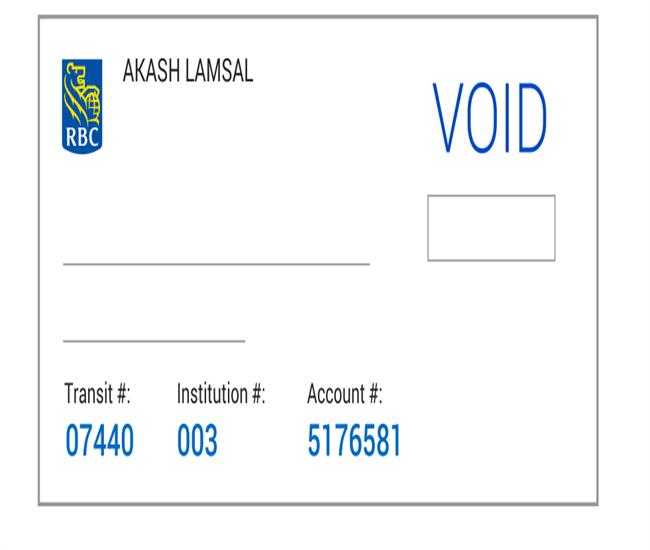 AKASH LAMSAL
VOID
RBC
Transit #: Institution #: Account #:
07440 003 5176581